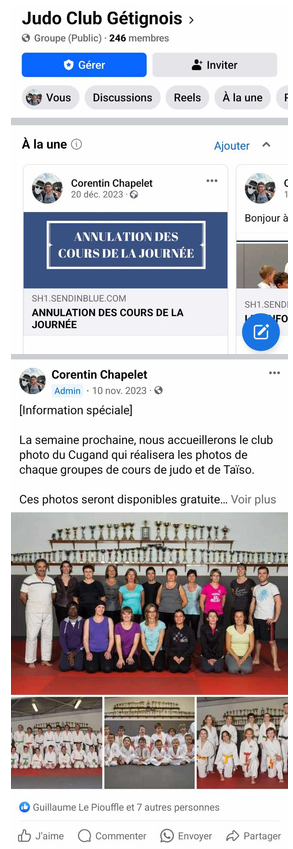 Judo Club Gétignois >
Groupe (Public) · 246 membres
Gérer
Inviter
Vous
Discussions
Reels
À la une
À la une
Ajouter
Corentin Chapelet
20 déc. 2023 ·
ANNULATION DES
COURS DE LA JOURNÉE
SH1.SENDINBLUE.COM
ANNULATION DES COURS DE LA
JOURNÉE
Bonjour à
SH1.SENDI
Corentin Chapelet
Admin · 10 nov. 2023 ·
[Information spéciale]
La semaine prochaine, nous accueillerons le club
photo du Cugand qui réalisera les photos de
chaque groupes de cours de judo et de Taïso.
Ces photos seront disponibles gratuite... Voir plus
Guillaume Le Piouffle et 7 autres personnes
J'aime
Commenter
Envoyer
Partager